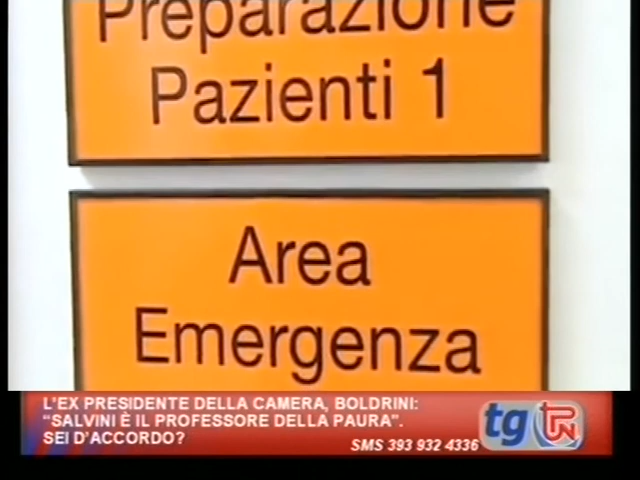 Preparazione
Pazienti 1
Area
Emergenza
L'EX PRESIDENTE DELLA CAMERA, BOLDRINI:
“SALVINI È IL PROFESSORE DELLA PAURA”.
SEI D'ACCORDO?
SMS 393 932 4336
tg TPN